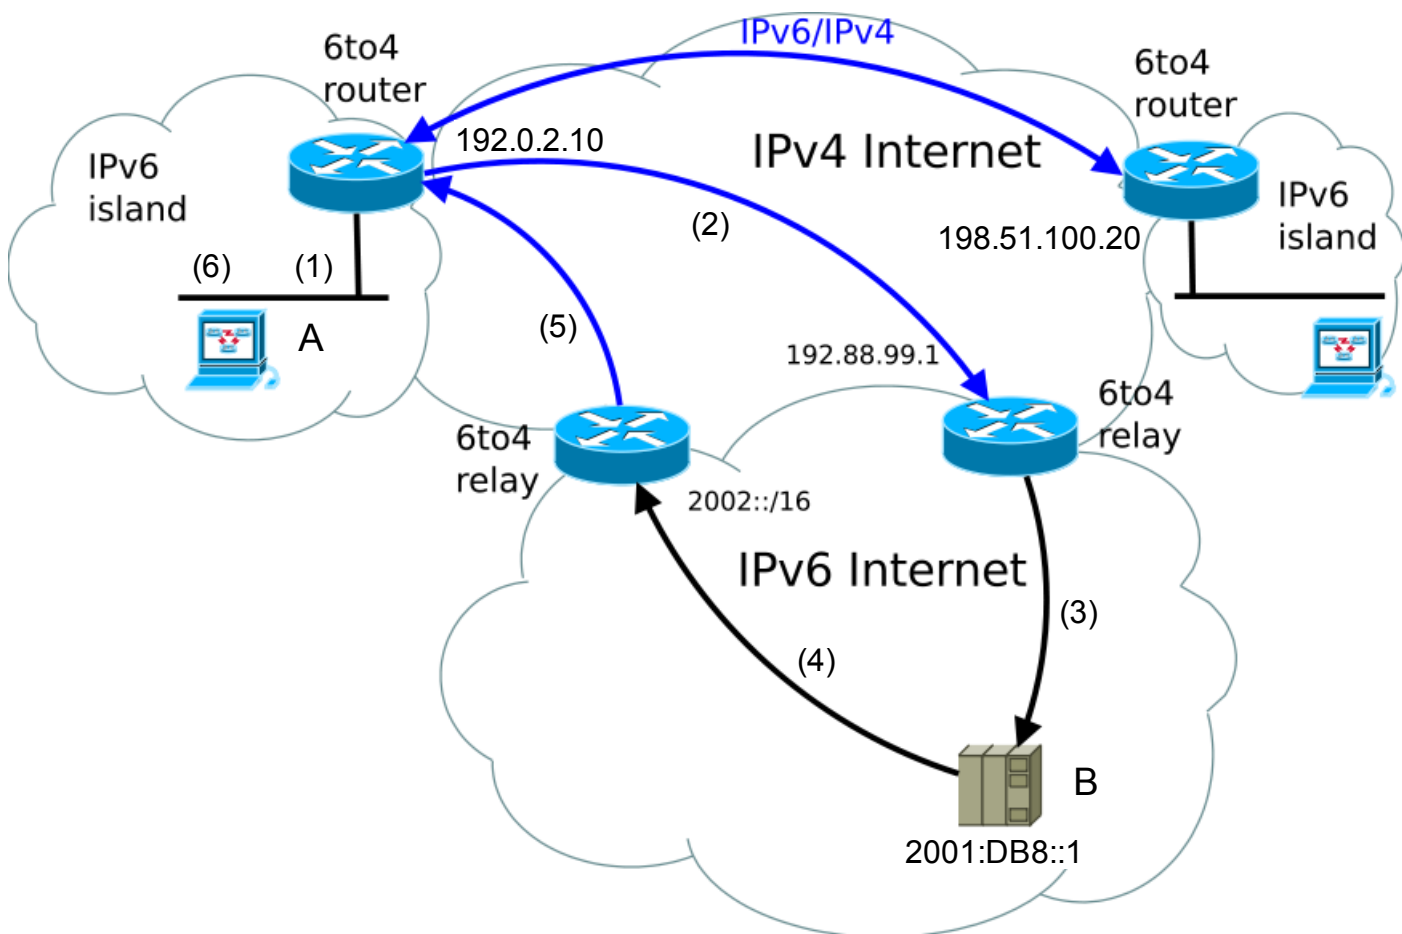 IPv6/IPv4
6to4
router
6to4
router
192.0.2.10
IPv4 Internet
IPv6
island
IPv6
island
(2)
198.51.100.20
(6)
(1)
A
(5)
192.88.99.1
6to4
relay
6to4
relay
2002::/16
IPv6 Internet
(3)
(4)
B
2001:DB8::1